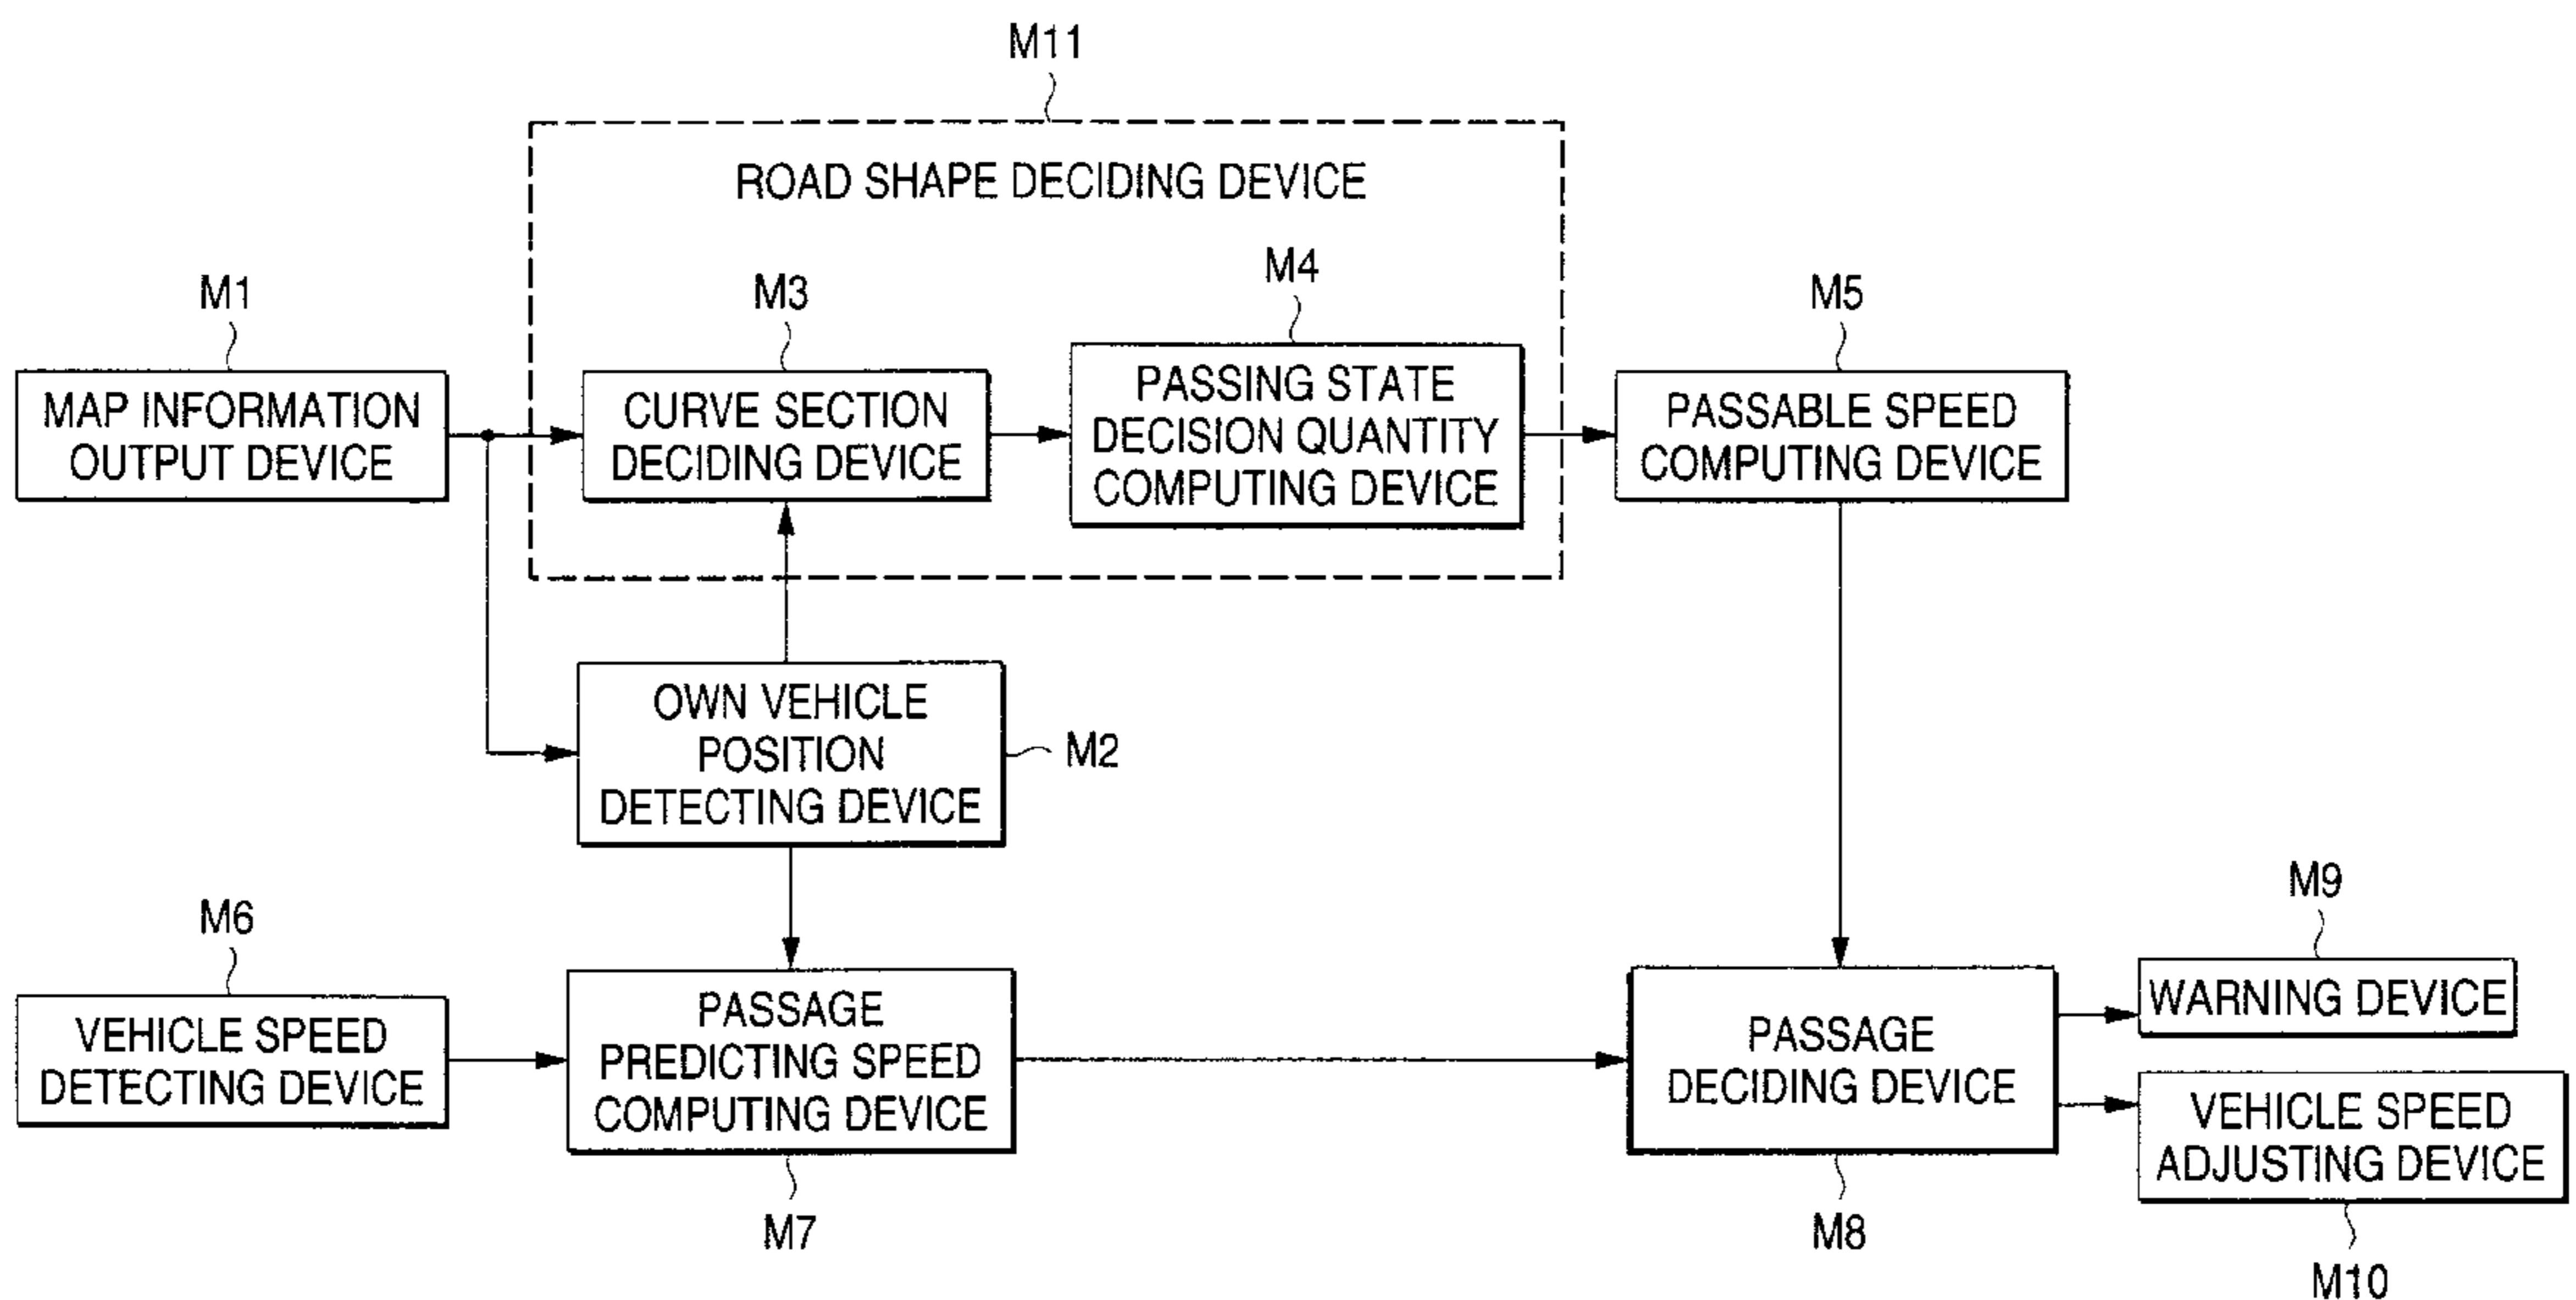 M11
ROAD SHAPE DECIDING DEVICE
M1
MAP INFORMATION
OUTPUT DEVICE
M3
CURVE SECTION
DECIDING DEVICE
M4
PASSING STATE
DECISION QUANTITY
COMPUTING DEVICE
M5
PASSABLE SPEED
COMPUTING DEVICE
OWN VEHICLE
POSITION
DETECTING DEVICE
M2
M6
VEHICLE SPEED
DETECTING DEVICE
PASSAGE
PREDICTING SPEED
COMPUTING DEVICE
M7
PASSAGE
DECIDING DEVICE
M8
M9
WARNING DEVICE
VEHICLE SPEED
ADJUSTING DEVICE
M10